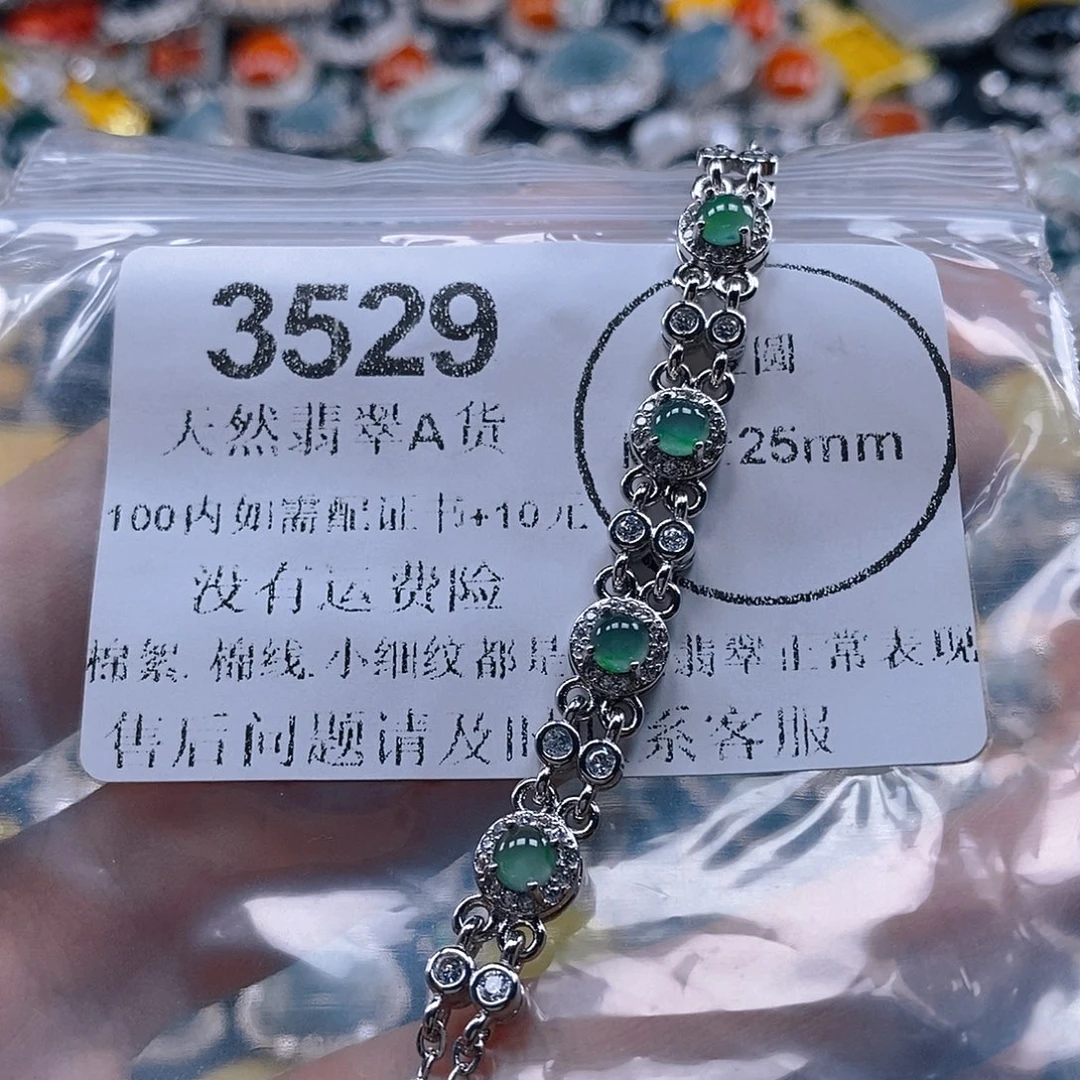 3529
天然翡翠A货
圆
25mm
100内如需配证书+10元
没有运费险
棉絮.棉线.小细纹都是 翡翠正常表现
售后问题请及 系客服